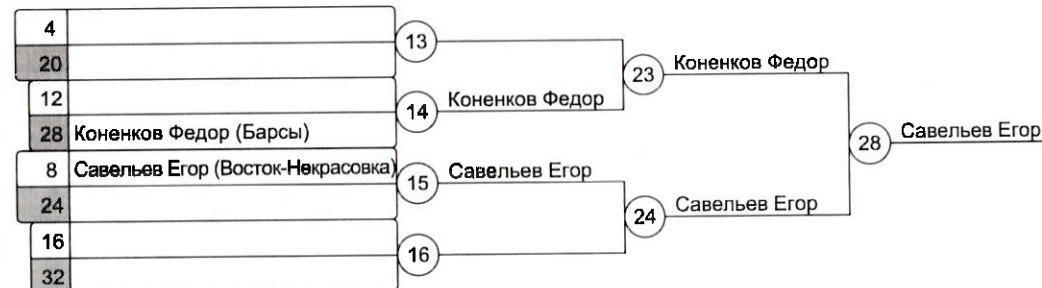 4
13
20
23 Коненков Федор
12
14 Коненков Федор
28 Коненков Федор (Барсы)
28 Савельев Егор
8 Савельев Егор (Восток-Некрасовка)
15 Савельев Егор
24
24 Савельев Егор
16
16
32